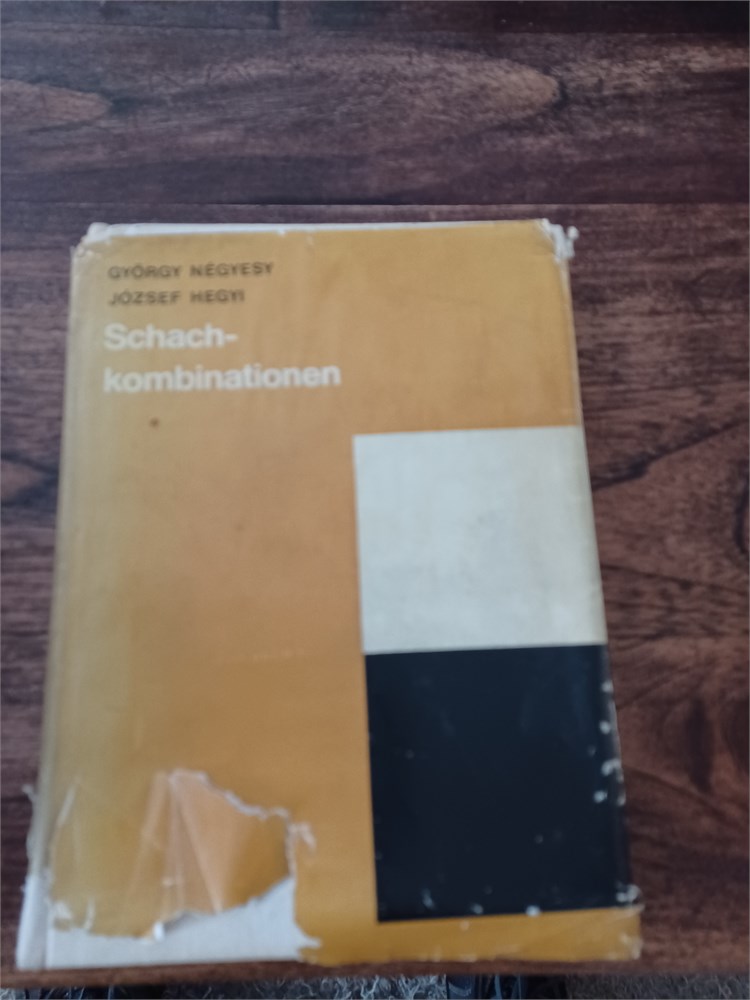 GYÖRGY NÉGYESY
JÓZSEF HEGYI
Schach-
kombinationen